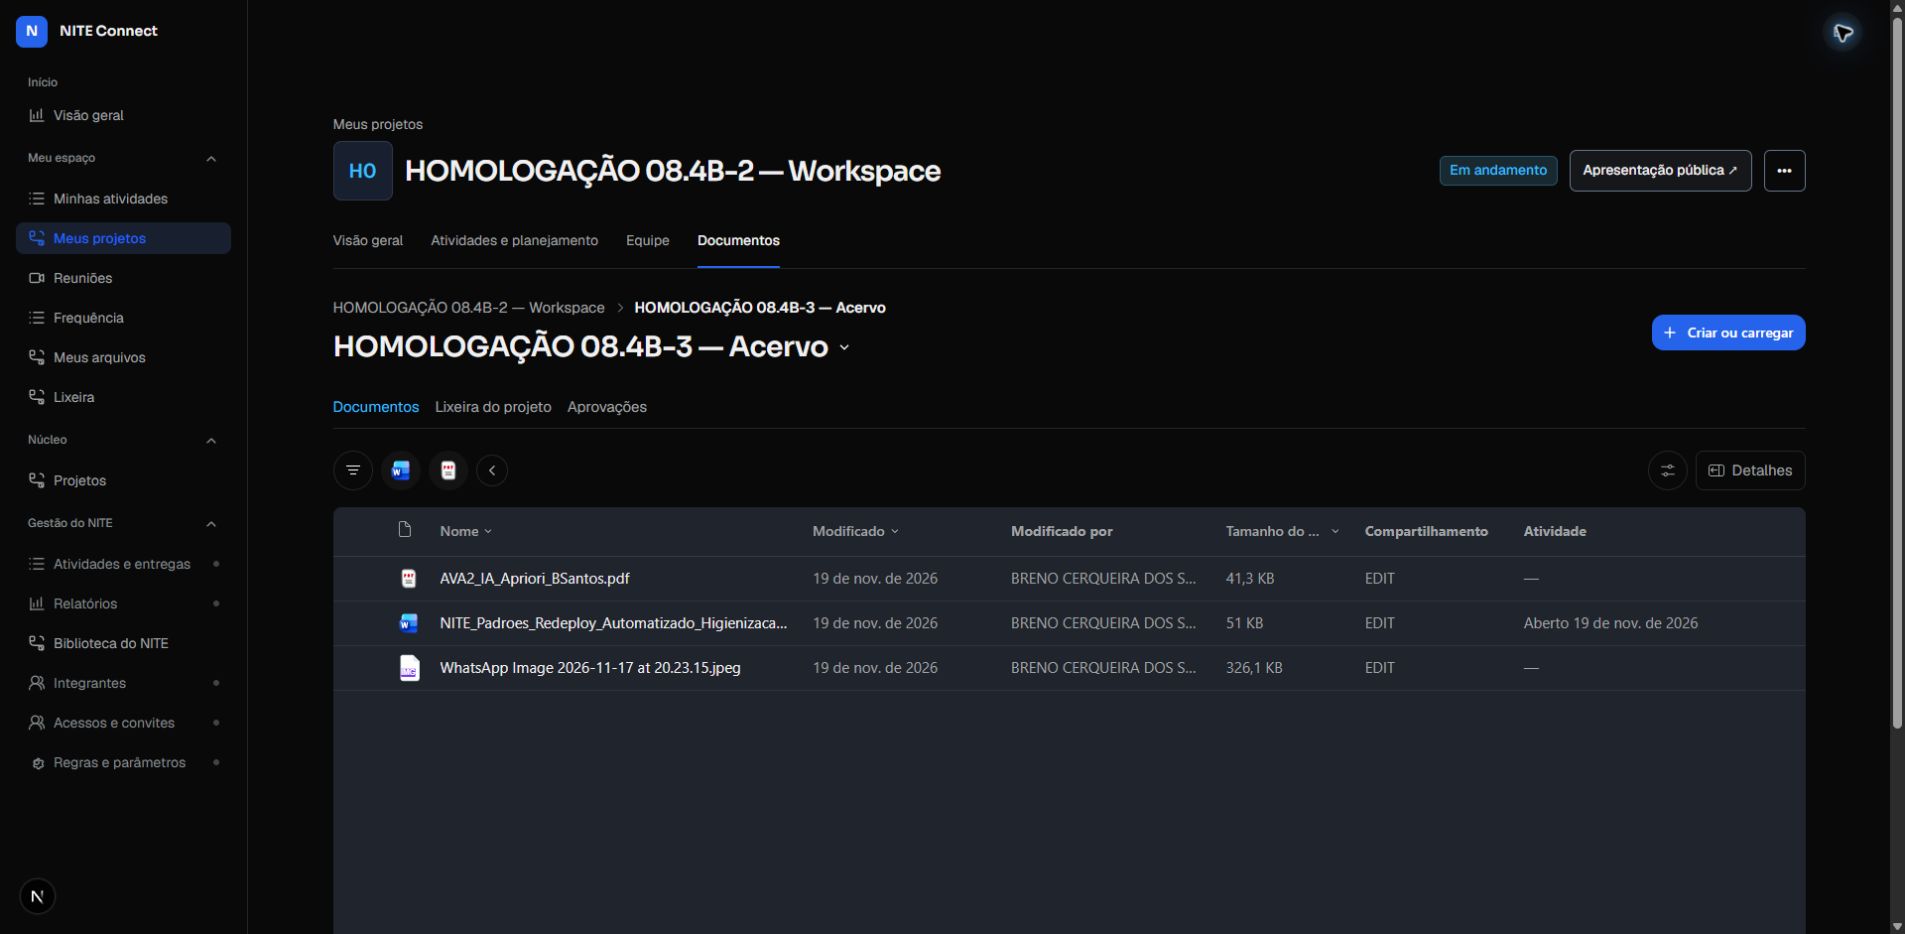 N NITE Connect
Início
Visão geral
Meu espaço
Minhas atividades
Meus projetos
Reuniões
Frequência
Meus arquivos
Lixeira
Núcleo
Projetos
Gestão do NITE
Atividades e entregas
Relatórios
Biblioteca do NITE
Integrantes
Acessos e convites
Regras e parâmetros
N
Meus projetos
H0 HOMOLOGAÇÃO 08.4B-2 — Workspace
Em andamento Apresentação pública ↗ •••
Visão geral Atividades e planejamento Equipe Documentos
HOMOLOGAÇÃO 08.4B-2 — Workspace > HOMOLOGAÇÃO 08.4B-3 — Acervo
HOMOLOGAÇÃO 08.4B-3 — Acervo
+ Criar ou carregar
Documentos Lixeira do projeto Aprovações
Detalhes
Nome Modificado Modificado por Tamanho do ... Compartilhamento Atividade
AVA2_IA_Apriori_BSantos.pdf 19 de nov. de 2026 BRENO CERQUEIRA DOS S... 41,3 KB EDIT —
NITE_Padroes_Redeploy_Automatizado_Higienizaca... 19 de nov. de 2026 BRENO CERQUEIRA DOS S... 51 KB EDIT Aberto 19 de nov. de 2026
WhatsApp Image 2026-11-17 at 20.23.15.jpeg 19 de nov. de 2026 BRENO CERQUEIRA DOS S... 326,1 KB EDIT —